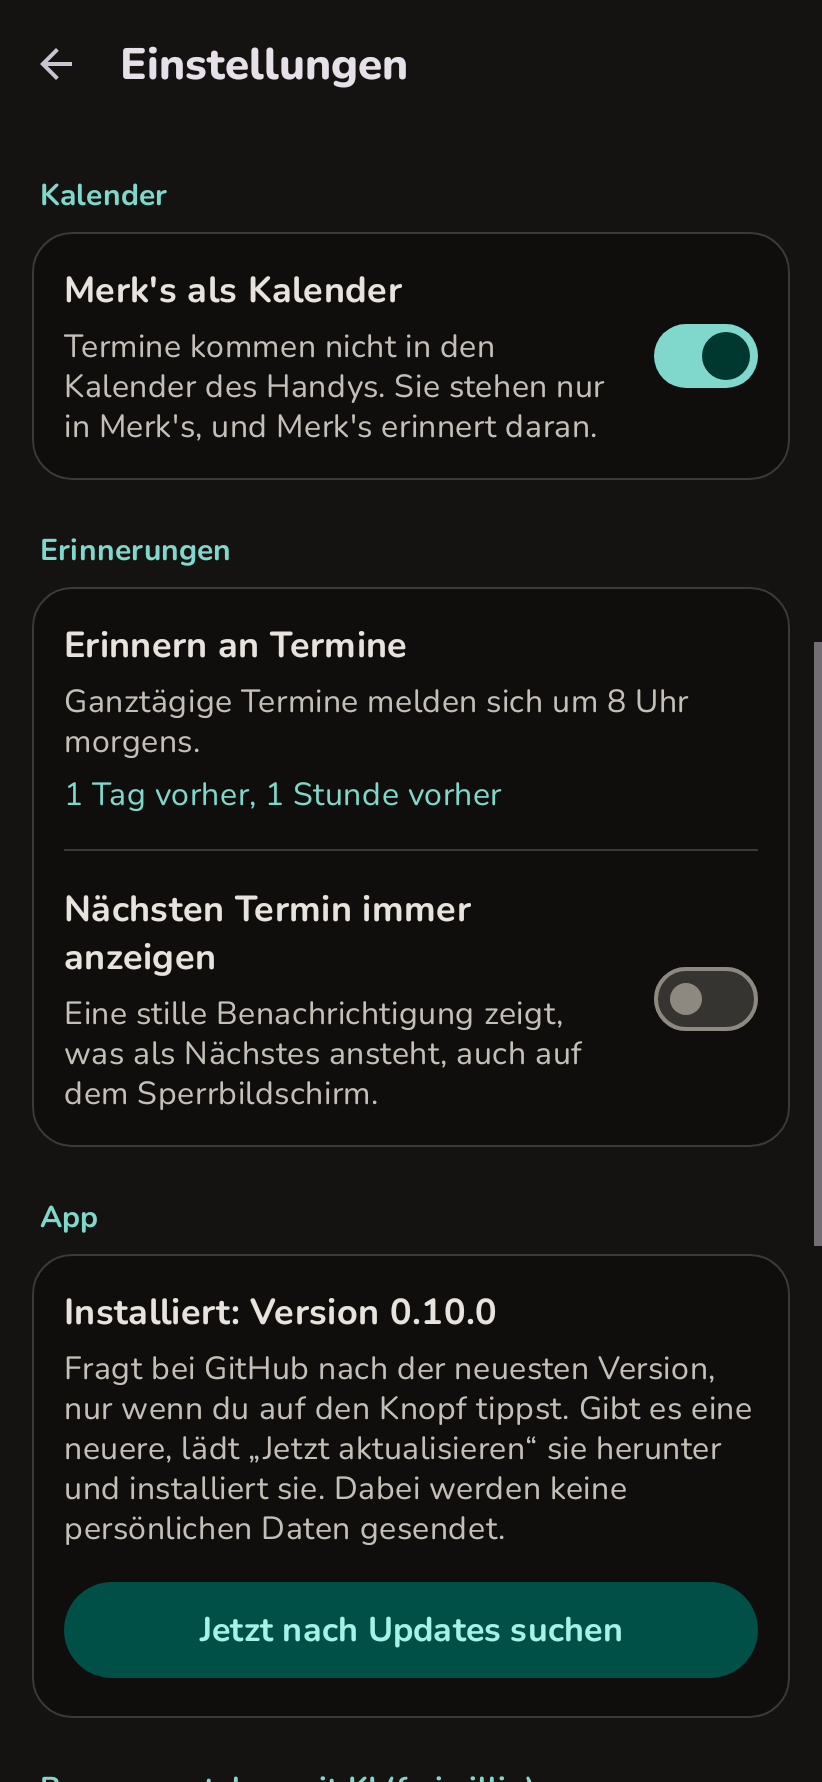 Einstellungen
Kalender
Merk's als Kalender
Termine kommen nicht in den
Kalender des Handys. Sie stehen nur
in Merk's, und Merk's erinnert daran.
Erinnerungen
Erinnern an Termine
Ganztägige Termine melden sich um 8 Uhr
morgens.
1 Tag vorher, 1 Stunde vorher
Nächsten Termin immer
anzeigen
Eine stille Benachrichtigung zeigt,
was als Nächstes ansteht, auch auf
dem Sperrbildschirm.
App
Installiert: Version 0.10.0
Fragt bei GitHub nach der neuesten Version,
nur wenn du auf den Knopf tippst. Gibt es eine
neuere, lädt „Jetzt aktualisieren“ sie herunter
und installiert sie. Dabei werden keine
persönlichen Daten gesendet.
Jetzt nach Updates suchen